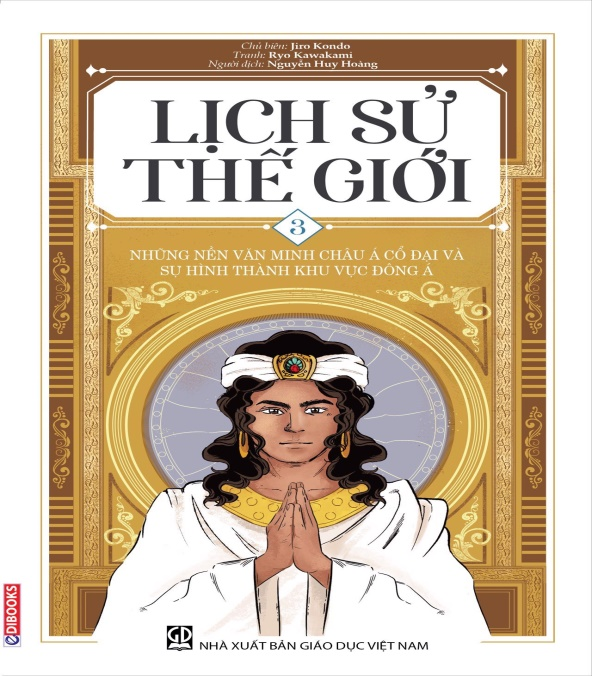 Chủ biên: Jiro Kondo
Tranh: Ryo Kawakami
Người dịch: Nguyễn Huy Hoàng
LỊCH SỬ
THẾ GIỚI
3
NHỮNG NỀN VĂN MINH CHÂU Á CỔ ĐẠI VÀ
SỰ HÌNH THÀNH KHU VỰC ĐÔNG Á
eDIBOOKS
GD NHÀ XUẤT BẢN GIÁO DỤC VIỆT NAM